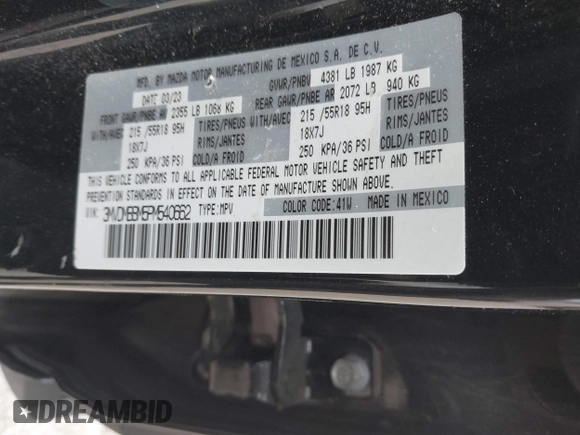 MFD. BY MAZDA MOTOR MANUFACTURING DE MEXICO S.A. DE C.V.
DATE 03/23 GVWR/PNBV 4381 LB 1987 KG
FRONT GAWR/PNBE AV 2355 LB 1068 KG REAR GAWR/PNBE AR 2072 LB 940 KG
WITH/AVEC 215 /55R18 95H TIRES/PNEUS WITH/AVEC 215 /55R18 95H TIRES/PNEUS
18X7J RIMS/JANTES 18X7J RIMS/JANTES
250 KPA/36 PSI COLD/A FROID 250 KPA/36 PSI COLD/A FROID
THIS VEHICLE CONFORMS TO ALL APPLICABLE FEDERAL MOTOR VEHICLE SAFETY AND THEFT
PREVENTION STANDARDS IN EFFECT ON THE DATE OF MANUFACTURE SHOWN ABOVE.
VIN: TYPE: MPV COLOR CODE: 41W MADE IN MEXICO
DREAMBID